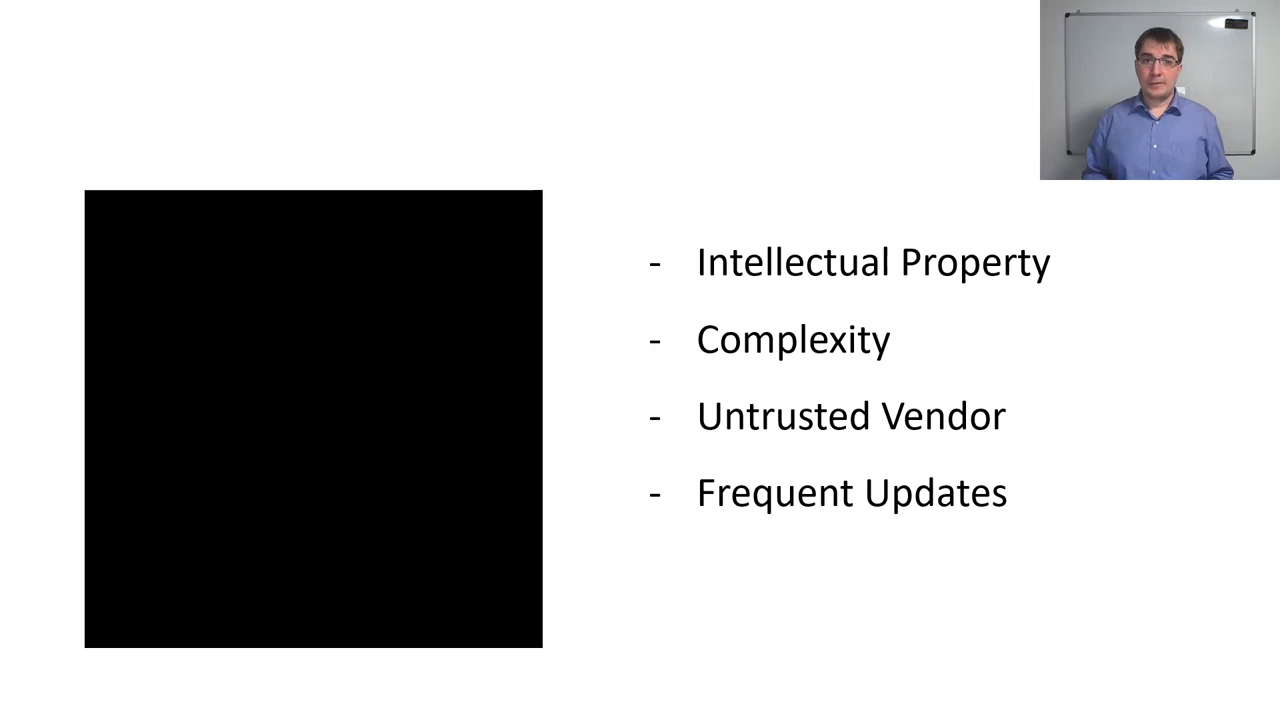 - Intellectual Property
- Complexity
- Untrusted Vendor
- Frequent Updates